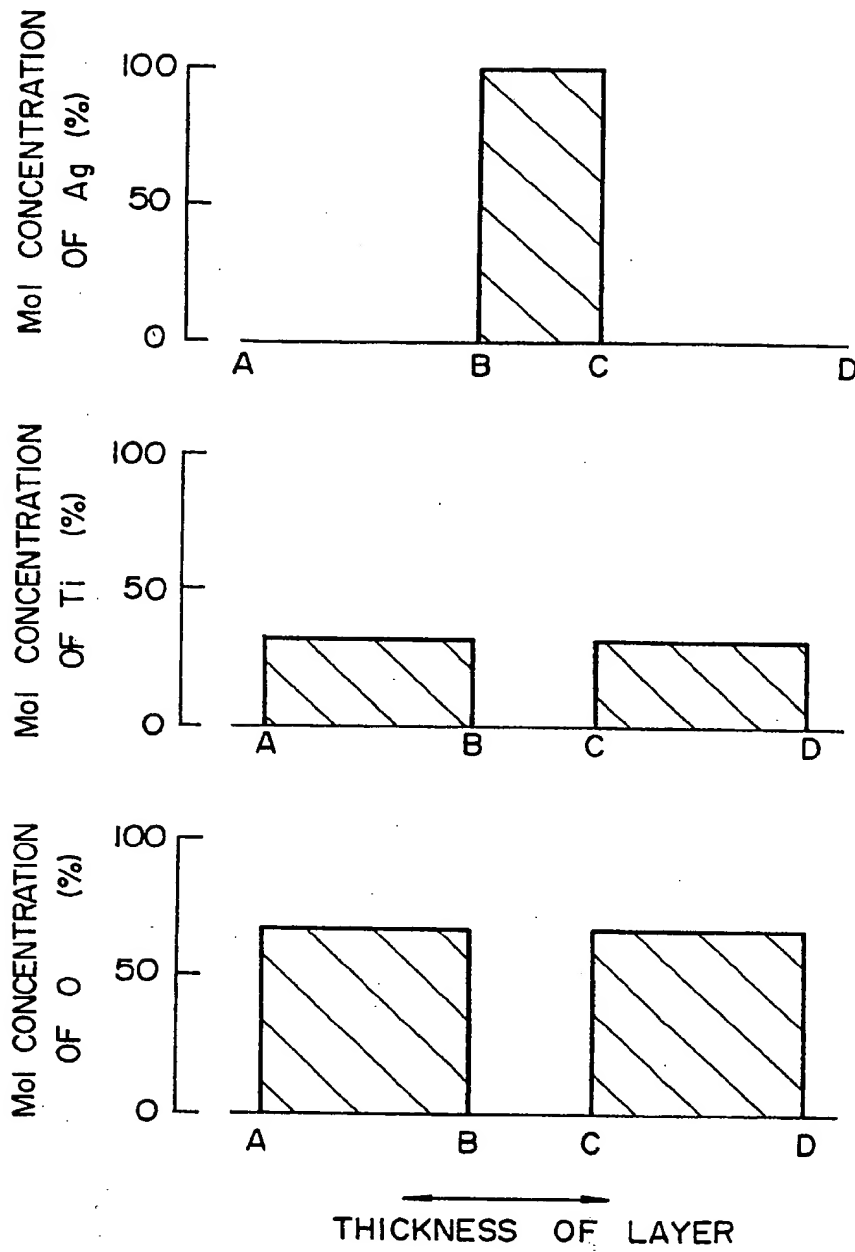 Mol CONCENTRATION
OF Ag (%)
100
50
0
A B C D
Mol CONCENTRATION
OF Ti (%)
100
50
0
A B C D
Mol CONCENTRATION
OF O (%)
100
50
0
A B C D
THICKNESS OF LAYER